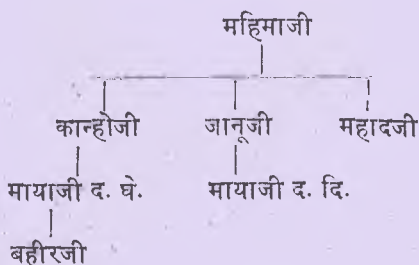 महिमाजी
कान्होजी जानूजी महादजी
मायाजी द. घे. मायाजी द. दि.
बहीरजी